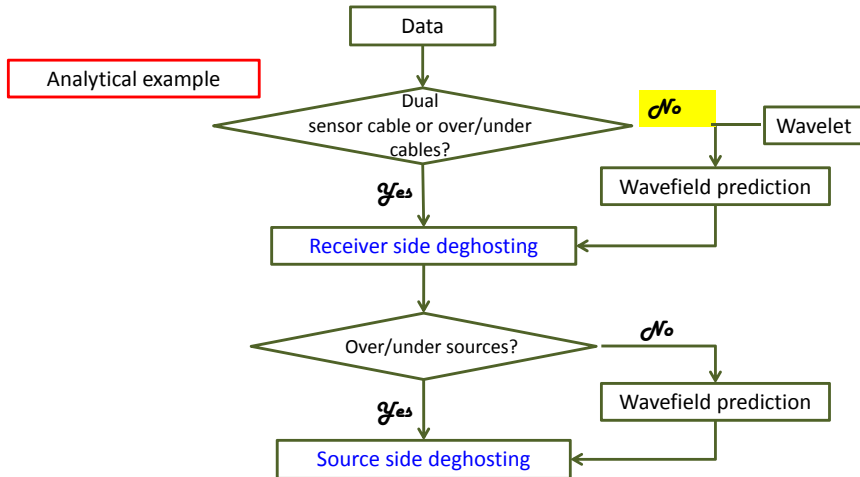 Data
Analytical example
Dual
sensor cable or over/under
cables?
No
Wavelet
Yes
Wavefield prediction
Receiver side deghosting
Over/under sources?
No
Yes
Wavefield prediction
Source side deghosting